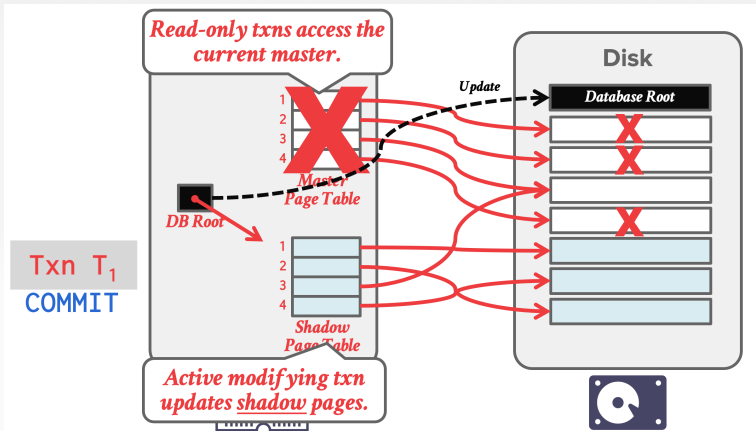 Read-only txns access the
current master.
Disk
Update
Database Root
1
2
3
4
Master
Page Table
DB Root
Txn T₁
COMMIT
1
2
3
4
Shadow
Page Table
Active modifying txn
updates shadow pages.